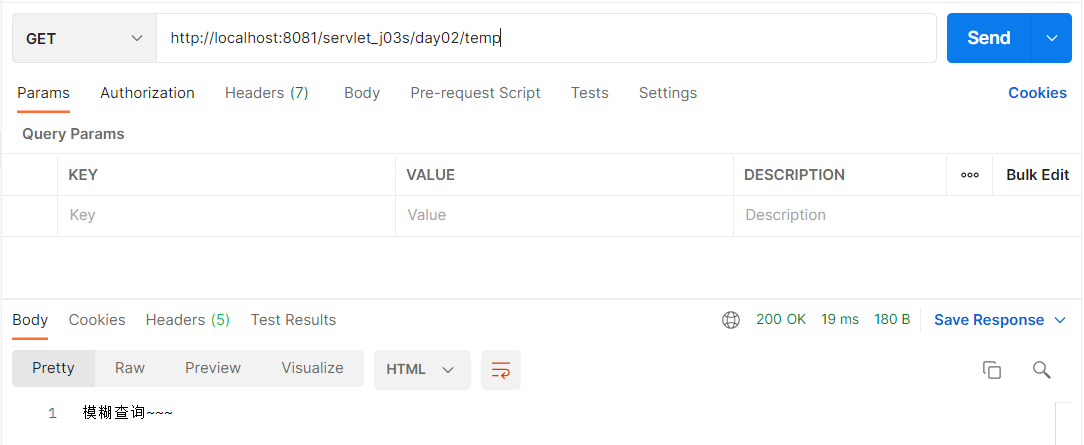 GET http://localhost:8081/servlet_j03s/day02/temp Send
Params Authorization Headers (7) Body Pre-request Script Tests Settings Cookies
Query Params
KEY VALUE DESCRIPTION ooo Bulk Edit
Key Value Description
Body Cookies Headers (5) Test Results 200 OK 19 ms 180 B Save Response
Pretty Raw Preview Visualize HTML
1 模糊查询~~~